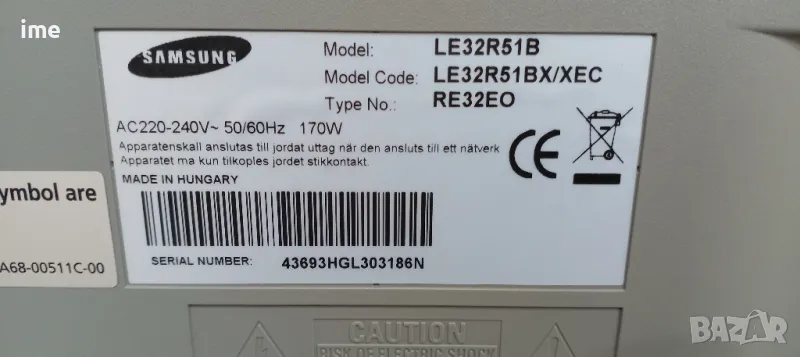 ime
SAMSUNG
Model: LE32R51B
Model Code: LE32R51BX/XEC
Type No.: RE32EO
AC220-240V~ 50/60Hz 170W
Apparatenskall anslutas till jordat uttag när den ansluts till ett nätverk
Apparatet ma kun tilkoples jordet stikkontakt.
MADE IN HUNGARY
CE
SERIAL NUMBER: 43693HGL303186N
ymbol are
A68-00511C-00
CAUTION
RISK OF ELECTRIC SHOCK
BAZAR